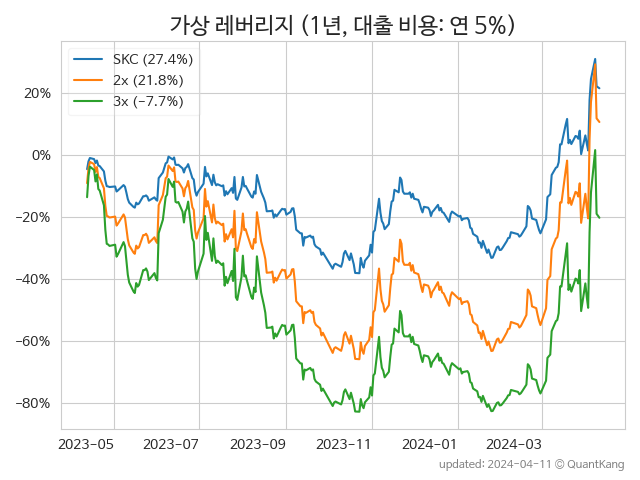 가상 레버리지 (1년, 대출 비용: 연 5%)
SKC (27.4%)
2x (21.8%)
3x (−7.7%)
20%
0%
−20%
−40%
−60%
−80%
2023-05 2023-07 2023-09 2023-11 2024-01 2024-03
updated: 2024-04-11 © QuantKang